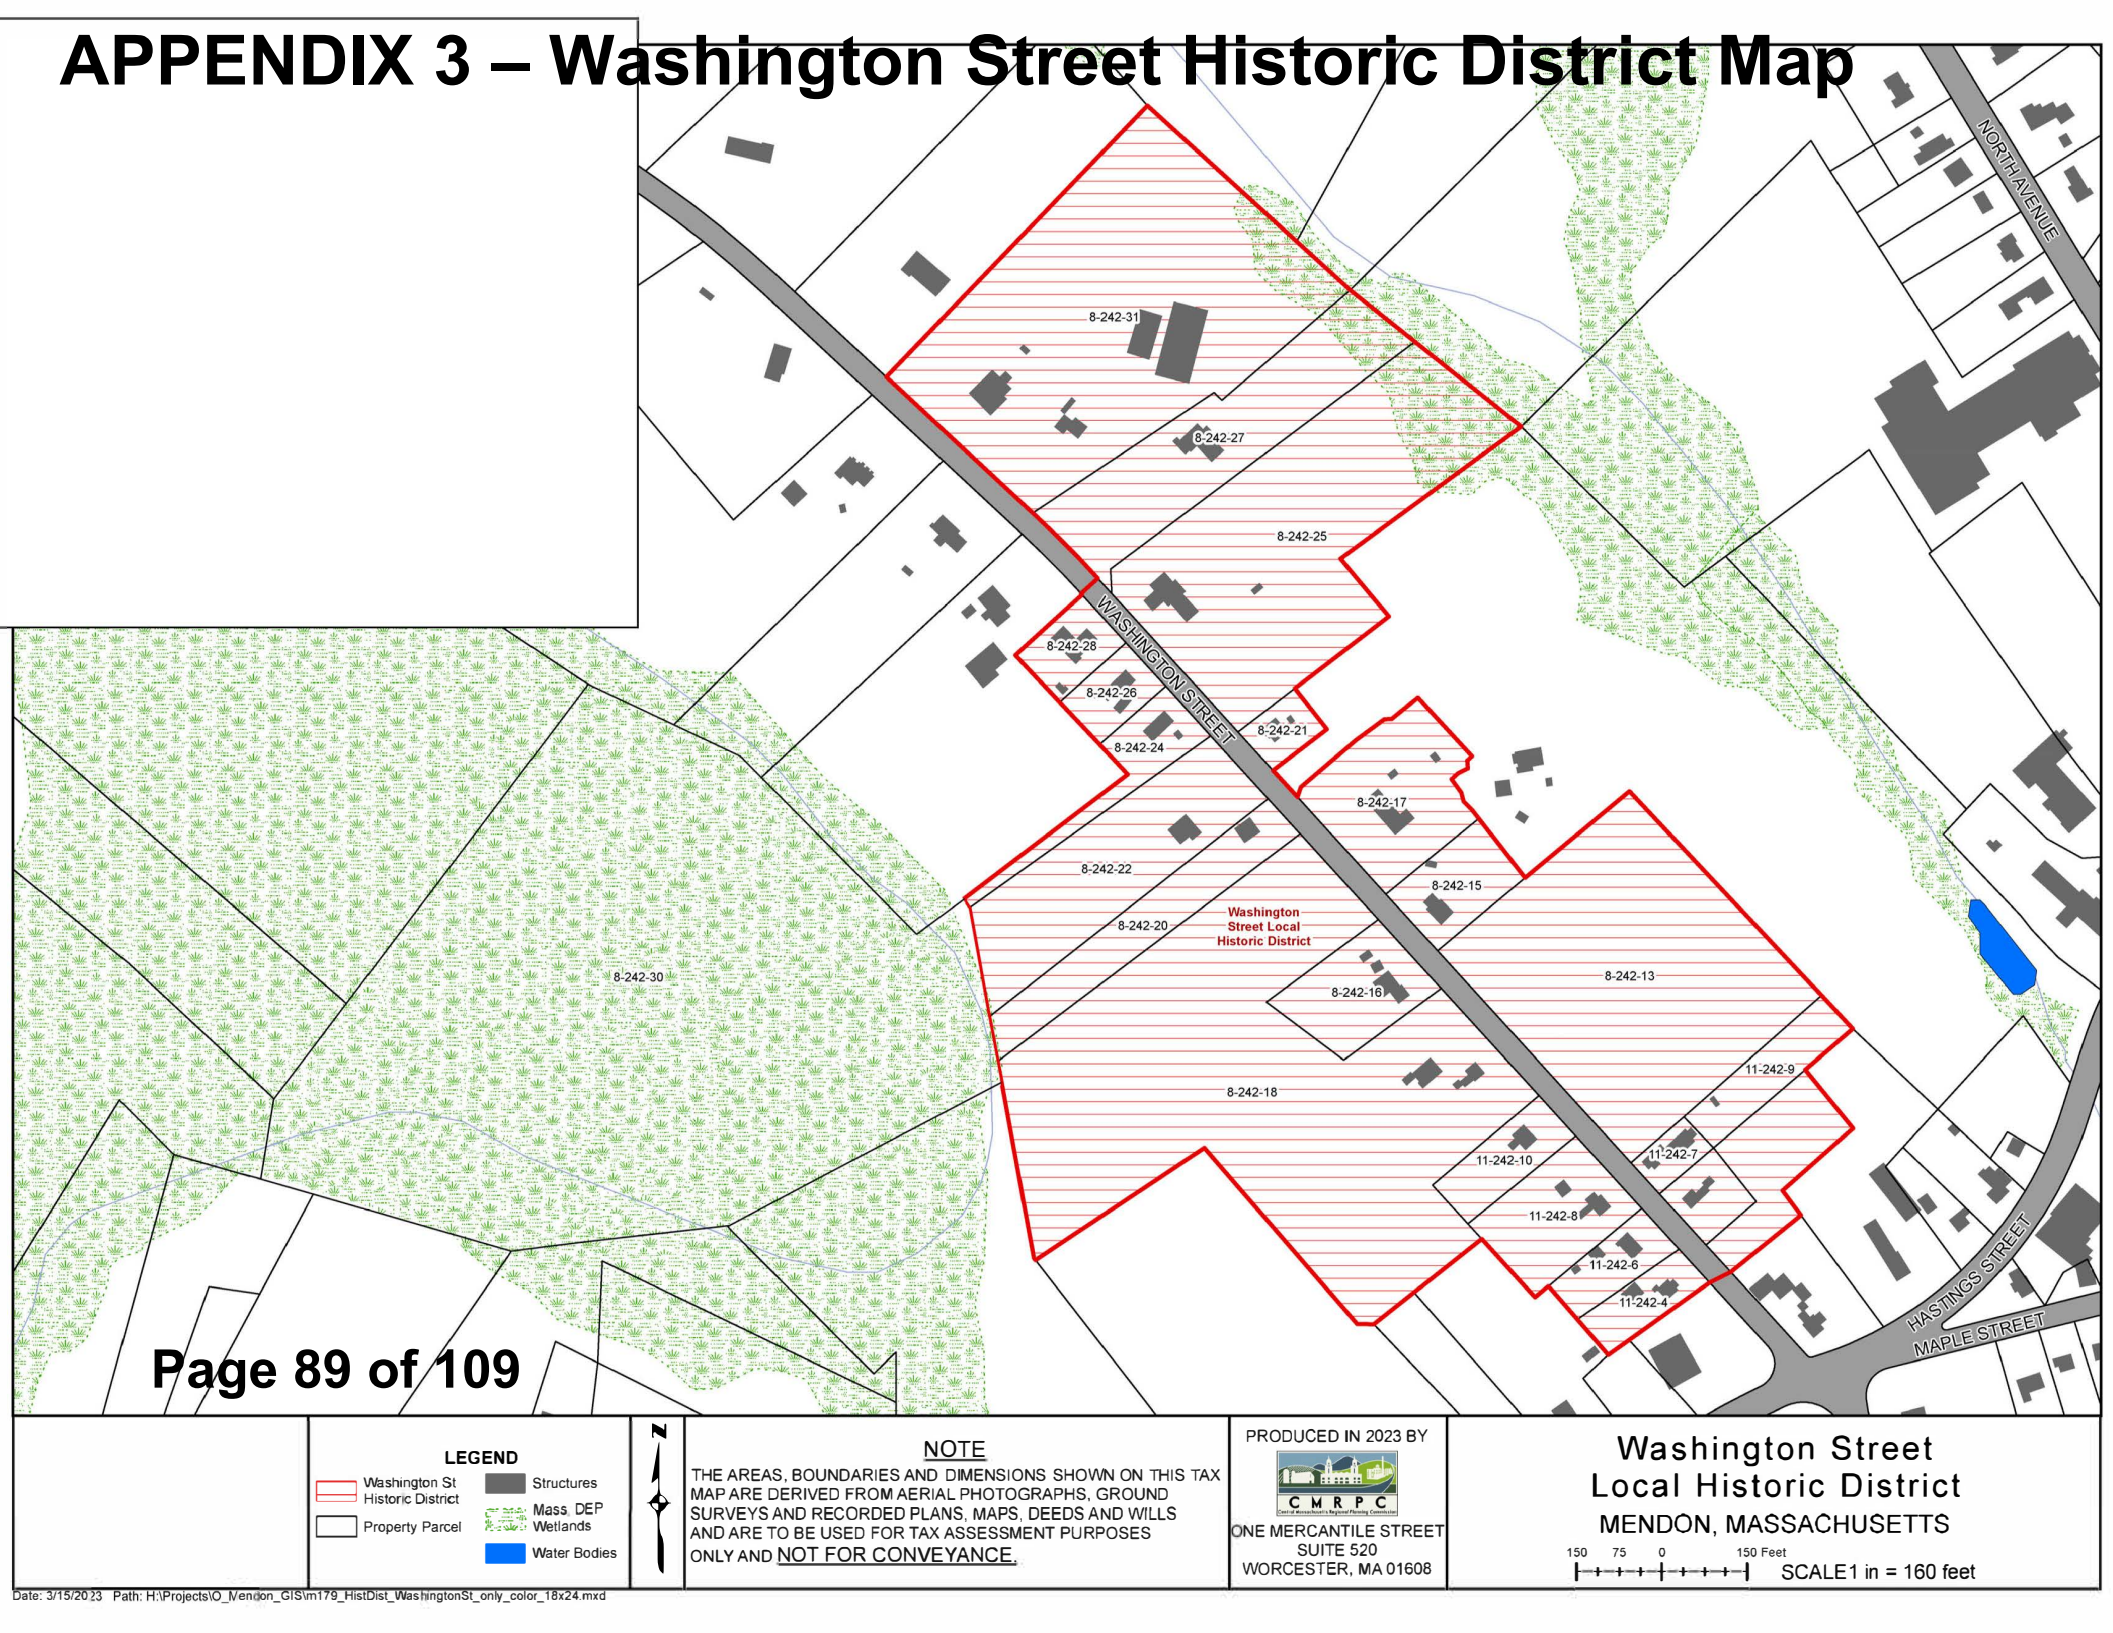 APPENDIX 3 – Washington Street Historic District Map
NORTH AVENUE
8-242-31
8-242-27
8-242-25
WASHINGTON STREET
8-242-28
8-242-26
8-242-24
8-242-21
8-242-17
8-242-22
8-242-15
8-242-20
Washington
Street Local
Historic District
8-242-30
8-242-13
8-242-16
11-242-9
8-242-18
11-242-7
11-242-10
11-242-8
11-242-6
11-242-4
HASTINGS STREET
MAPLE STREET
Page 89 of 109
LEGEND
Washington St
Historic District
Property Parcel
Structures
Mass. DEP
Wetlands
Water Bodies
N
NOTE
THE AREAS, BOUNDARIES AND DIMENSIONS SHOWN ON THIS TAX
MAP ARE DERIVED FROM AERIAL PHOTOGRAPHS, GROUND
SURVEYS AND RECORDED PLANS, MAPS, DEEDS AND WILLS
AND ARE TO BE USED FOR TAX ASSESSMENT PURPOSES
ONLY AND NOT FOR CONVEYANCE.
PRODUCED IN 2023 BY
CMRPC
Central Massachusetts Regional Planning Commission
ONE MERCANTILE STREET
SUITE 520
WORCESTER, MA 01608
Washington Street
Local Historic District
MENDON, MASSACHUSETTS
150 75 0 150 Feet
SCALE1 in = 160 feet
Date: 3/15/2023 Path: H:\Projects\O_Mendon_GIS\m179_HistDist_WashingtonSt_only_color_18x24.mxd